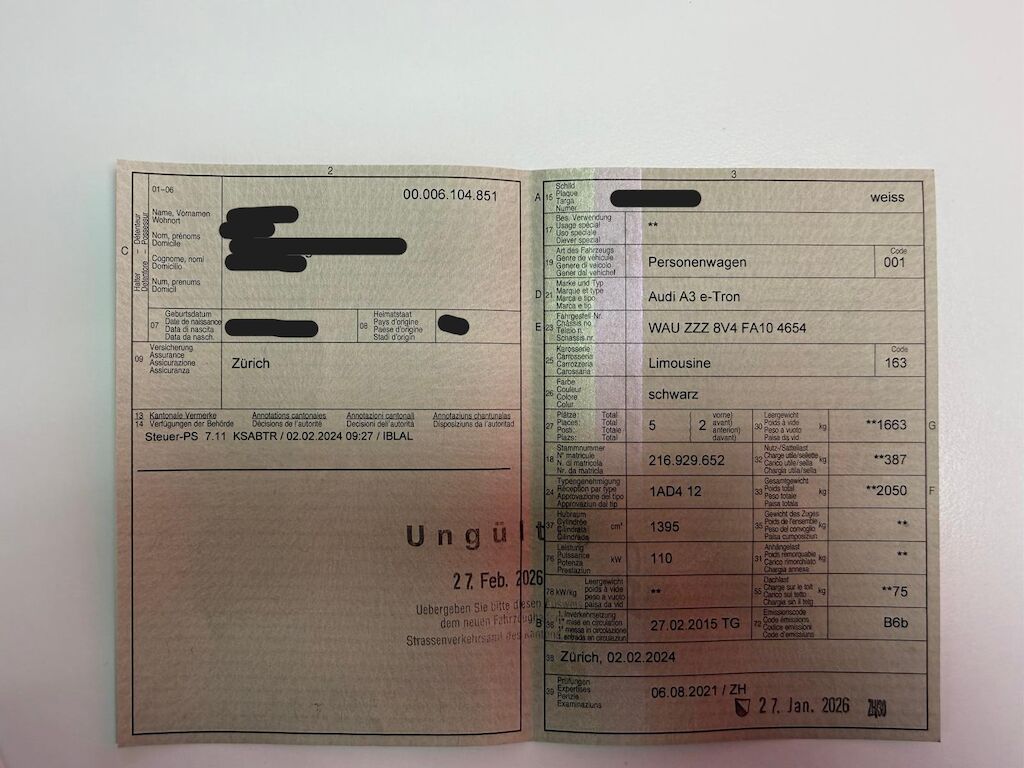 2
01–06
00.006.104.851
C
Halter
Détenteur
Detentore
Possessur
Name, Vornamen
Wohnort
Nom, prénoms
Domicile
Cognome, nomi
Domicilio
Num, prenums
Domicil
07
Geburtsdatum
Date de naissance
Data di nascita
Data da nasch.
08
Heimatstaat
Pays d'origine
Paese d'origine
Stadi d'origin
09
Versicherung
Assurance
Assicurazione
Assicuranza
Zürich
13 Kantonale Vermerke Annotations cantonales Annotazioni cantonali Annotaziuns chantunalas
14 Verfügungen der Behörde Décisions de l'autorité Decisioni dell'autorità Disposiziuns da l'autoritad
Steuer-PS 7.11 KSABTR / 02.02.2024 09:27 / IBLAL
Ungült
27. Feb. 2026
Uebergeben Sie bitte diesen Ausweis
dem neuen Fahrzeugh
Strassenverkehrsamt des Kant
3
A 15
Schild
Plaque
Targa
Numer
weiss
17
Bes. Verwendung
Usage spécial
Uso speciale
Diever spezial
**
19
Art des Fahrzeugs
Genre de véhicule
Genere di veicolo
Gener dal vehichel
Personenwagen
Code
001
D 21
Marke und Typ
Marque et type
Marca e tipo
Marca e tip
Audi A3 e-Tron
E 23
Fahrgestell-Nr.
Châssis no
Telaio n.
Schassis nr.
WAU ZZZ 8V4 FA10 4654
25
Karosserie
Carrosserie
Carrozzeria
Carossaria
Limousine
Code
163
26
Farbe
Couleur
Colore
Colur
schwarz
27
Plätze: Total
Places: Total
Posti: Totale
Plazs: Total
5
2
vorne)
avant)
anteriori)
davant)
30
Leergewicht
Poids à vide
Peso a vuoto
Paisa da vid
kg
**1663
G
18
Stammnummer
N° matricule
N. di matricola
Nr. da matricla
216.929.652
32
Nutz-/Sattellast
Charge utile/sellette
Carico utile/sella
Chargia utila/sella
kg
**387
24
Typengenehmigung
Réception par type
Approvazione del tipo
Approvaziun dal tip
1AD4 12
33
Gesamtgewicht
Poids total
Peso totale
Paisa totala
kg
**2050
F
37
Hubraum
Cylindrée
Cilindrata
Cilindrada
cm³
1395
35
Gewicht des Zuges
Poids de l'ensemble
Peso del convoglio
Paisa cumposiziun
kg
**
76
Leistung
Puissance
Potenza
Prestaziun
kW
110
31
Anhängelast
Poids remorquable
Carico rimorchiato
Chargia annexa
kg
**
78 kW/kg
Leergewicht
poids à vide
peso a vuoto
paisa da vid
**
55
Dachlast
Charge sur le toit
Carico sul tetto
Chargia sin il tetg
kg
**75
B 36
1. Inverkehrsetzung
1re mise en circulation
1a messa in circolazione
1. entrada en circulaziun
27.02.2015 TG
72
Emissionscode
Code émissions
Codice emissioni
Code d'emissiuns
B6b
38
Zürich, 02.02.2024
39
Prüfungen
Expertises
Perizie
Examinaziuns
06.08.2021 / ZH
27. Jan. 2026